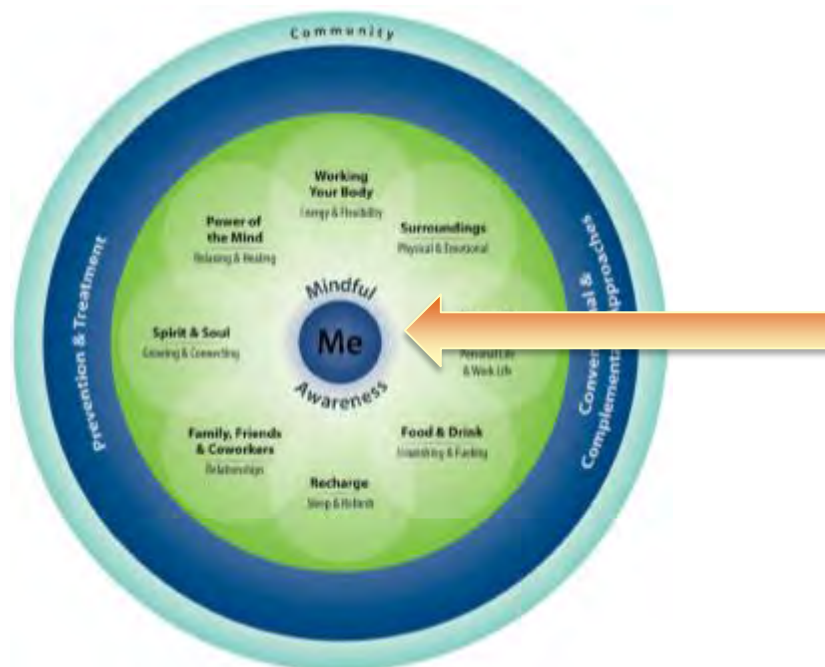 Community
Working
Your Body
Energy & Flexibility
Surroundings
Physical & Emotional
Personal Life
& Work Life
Food & Drink
Nourishing & Fueling
Recharge
Sleep & Refresh
Family, Friends
& Coworkers
Relationships
Spirit & Soul
Growing & Connecting
Power of
the Mind
Relaxing & Healing
Mindful
Me
Awareness
Prevention & Treatment
&
Complementary Approaches